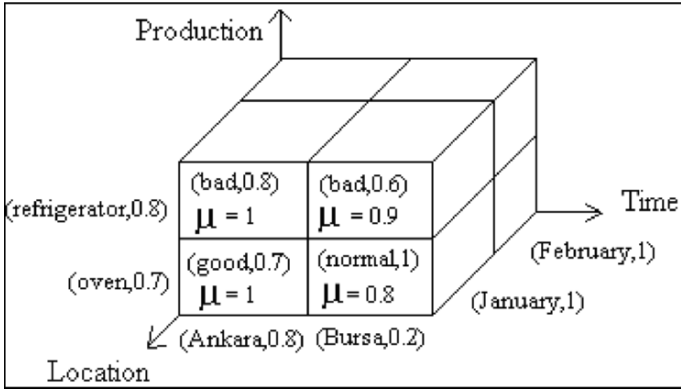 Production
(bad,0.8) (bad,0.6)
(refrigerator,0.8) μ = 1 μ = 0.9 Time
(good,0.7) (normal,1) (February,1)
(oven,0.7) μ = 1 μ = 0.8 (January,1)
(Ankara,0.8) (Bursa,0.2)
Location